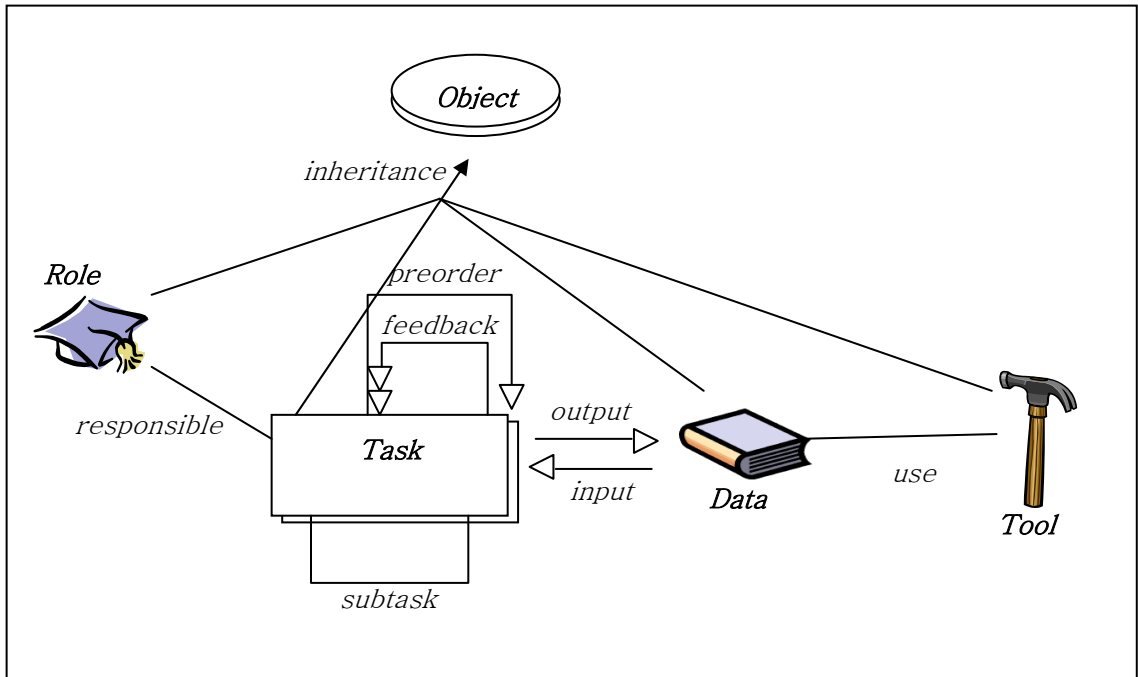 Object
inheritance
Role
preorder
feedback
responsible
output
Task
input
use
Data
Tool
subtask